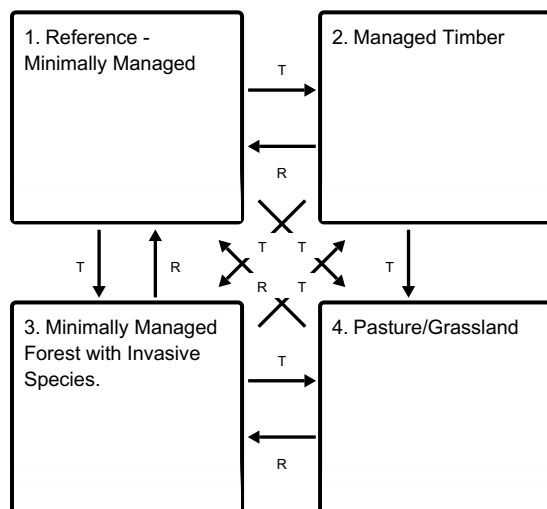 1. Reference -
Minimally Managed
2. Managed Timber
T
R
T
R
T
T
T
R
T
3. Minimally Managed
Forest with Invasive
Species.
4. Pasture/Grassland
T
R